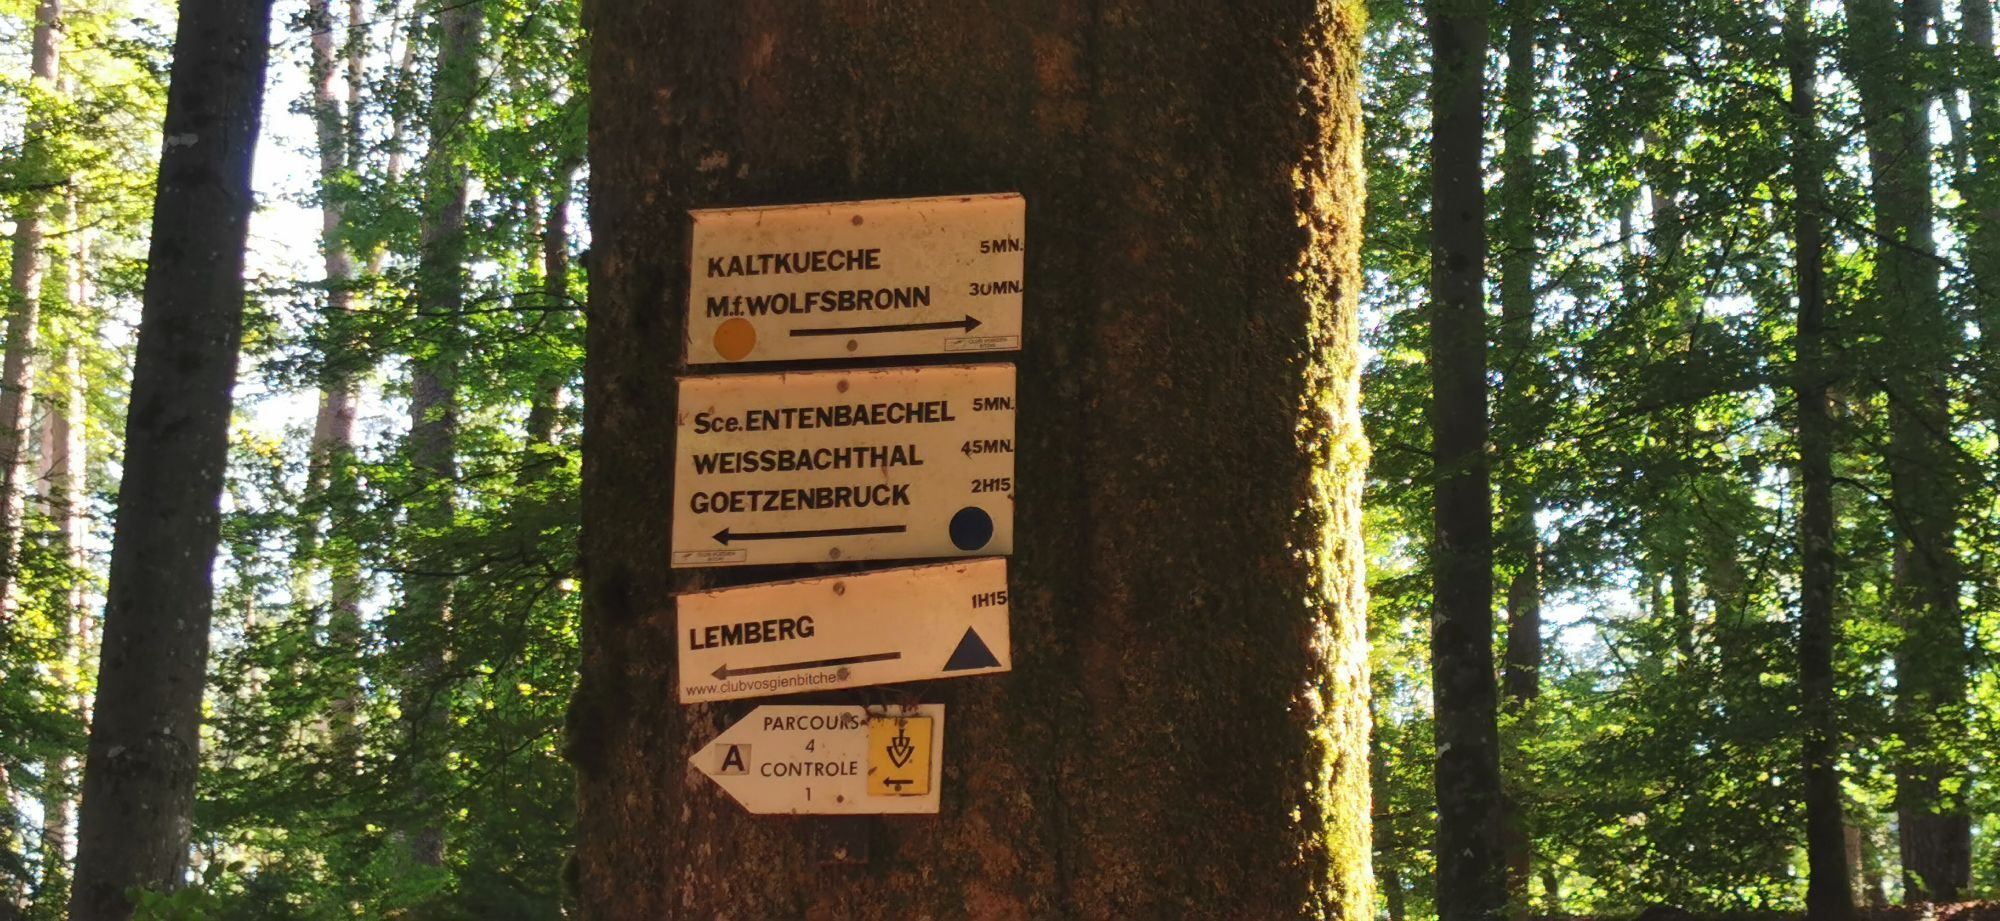 KALTKUECHE 5MN.
M.f.WOLFSBRONN 30MN.
Sce.ENTENBAECHEL 5MN.
WEISSBACHTHAL 45MN.
GOETZENBRUCK 2H15
LEMBERG 1H15
www.clubvosgienbitche
PARCOURS
4
A
CONTROLE
1